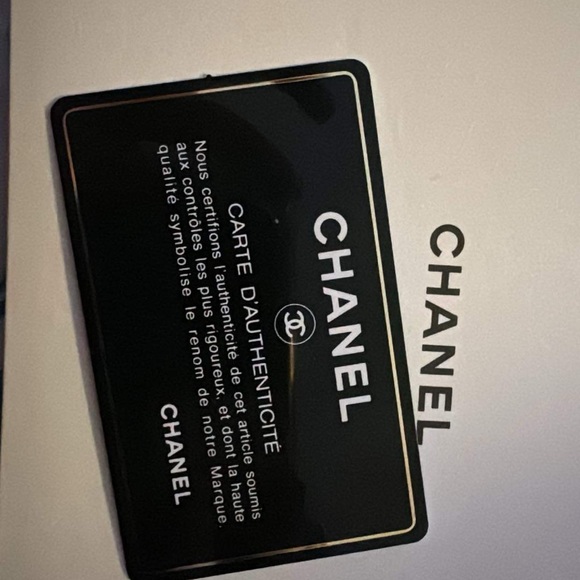 CHANEL
CHANEL
CARTE D'AUTHENTICITÉ
Nous certifions l'authenticité de cet article soumis
aux contrôles les plus rigoureux, et dont la haute
qualité symbolise le renom de notre Marque.
CHANEL